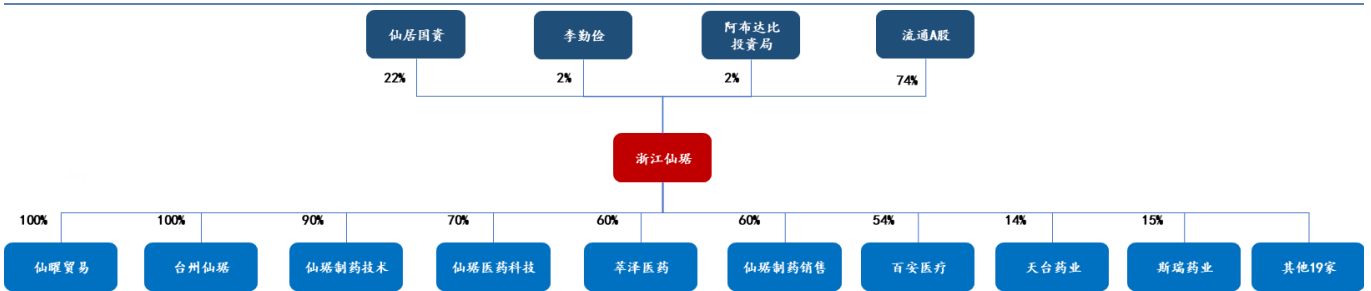 仙居国资
李勤俭
阿布达比
投资局
流通A股
22%
2%
2%
74%
浙江仙琚
100%
100%
90%
70%
60%
60%
54%
14%
15%
仙曜贸易
台州仙琚
仙琚制药技术
仙琚医药科技
萃泽医药
仙琚制药销售
百安医疗
天台药业
斯瑞药业
其他19家